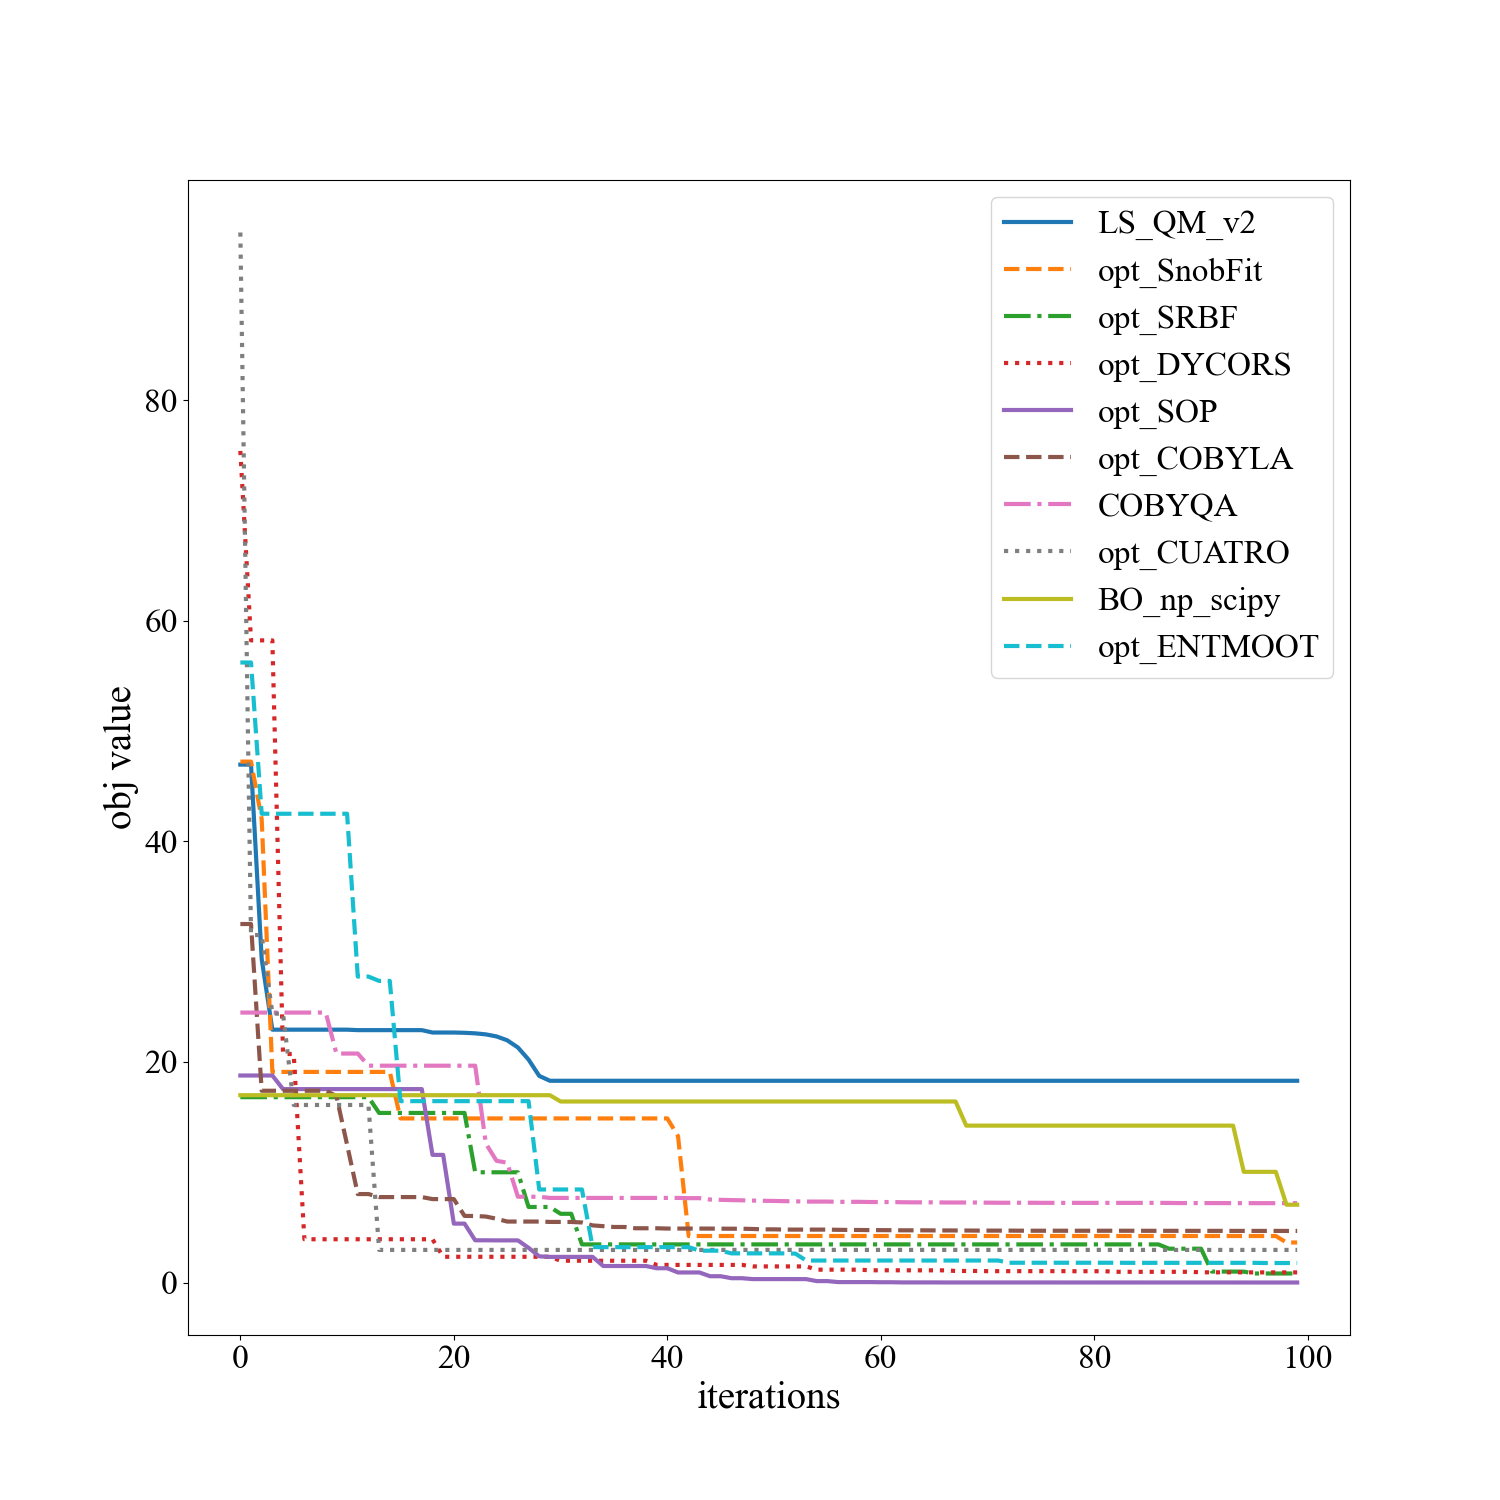 LS_QM_v2
opt_SnobFit
opt_SRBF
opt_DYCORS
opt_SOP
opt_COBYLA
COBYQA
opt_CUATRO
BO_np_scipy
opt_ENTMOOT
80
60
40
20
0
obj value
0 20 40 60 80 100
iterations